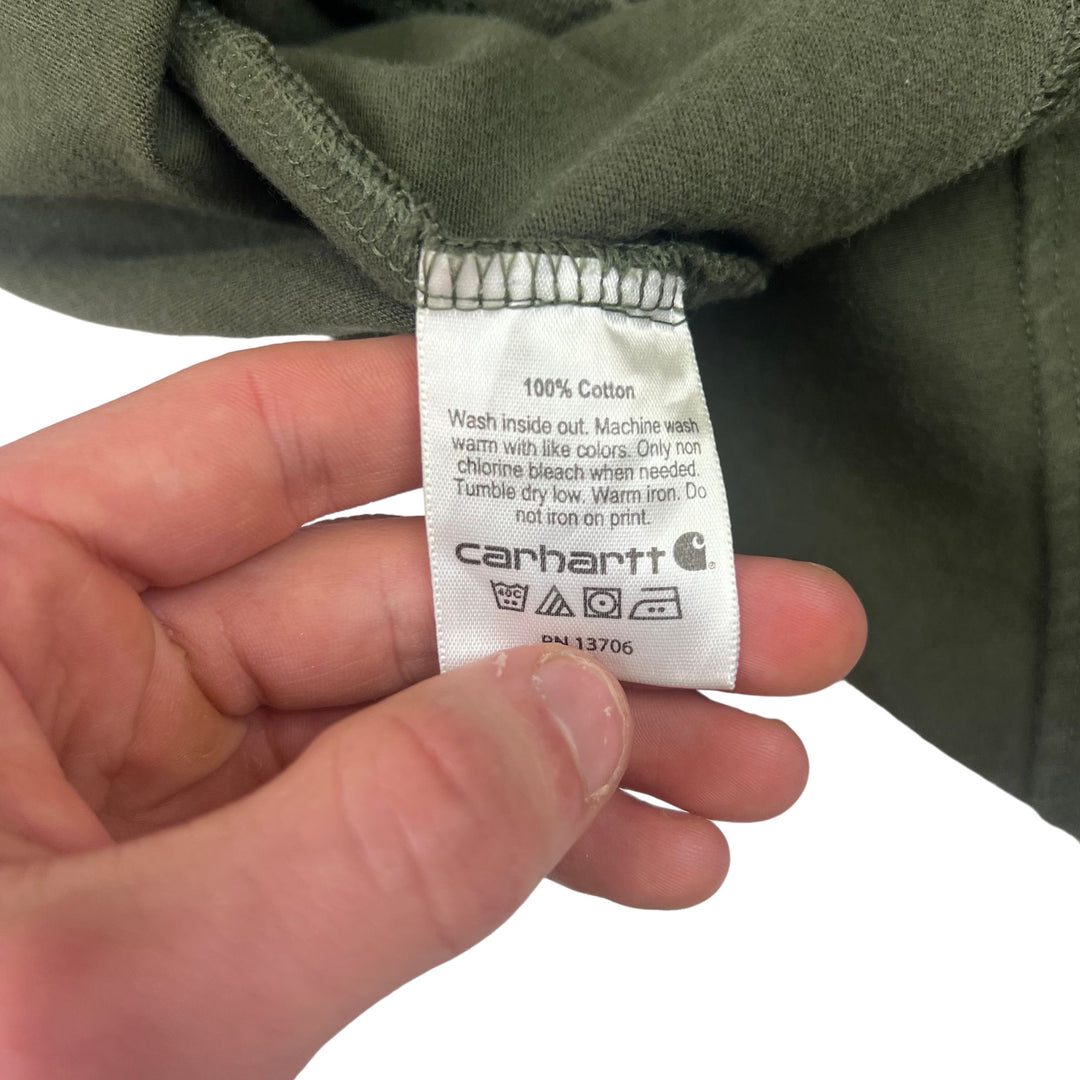 100% Cotton
Wash inside out. Machine wash
warm with like colors. Only non
chlorine bleach when needed.
Tumble dry low. Warm iron. Do
not iron on print.
carhartt ®
40C
RN 13706